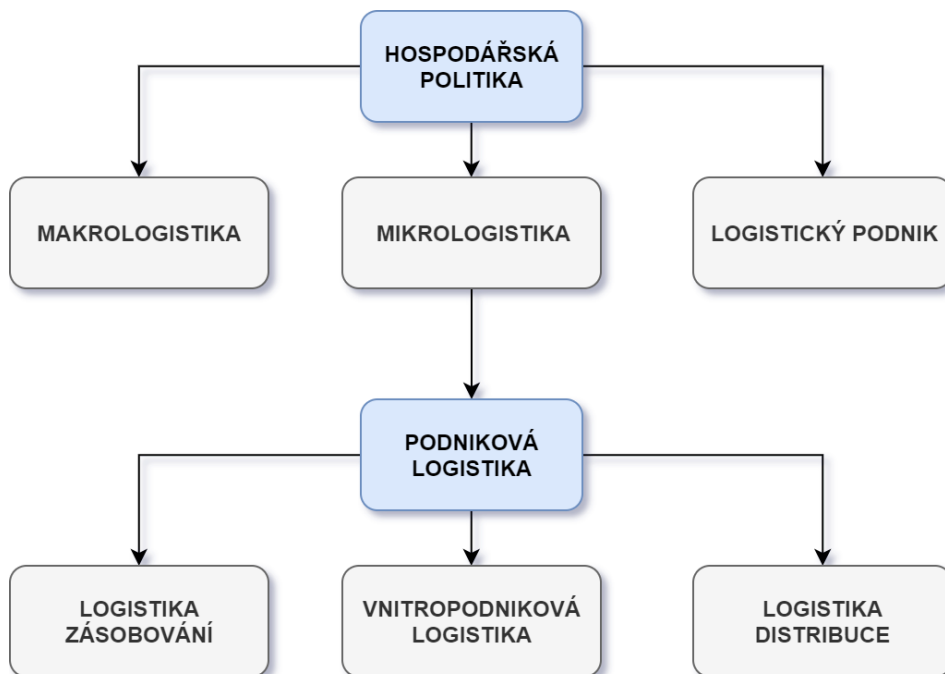 HOSPODÁŘSKÁ
POLITIKA
MAKROLOGISTIKA
MIKROLOGISTIKA
LOGISTICKÝ PODNIK
PODNIKOVÁ
LOGISTIKA
LOGISTIKA
ZÁSOBOVÁNÍ
VNITROPODNIKOVÁ
LOGISTIKA
LOGISTIKA
DISTRIBUCE